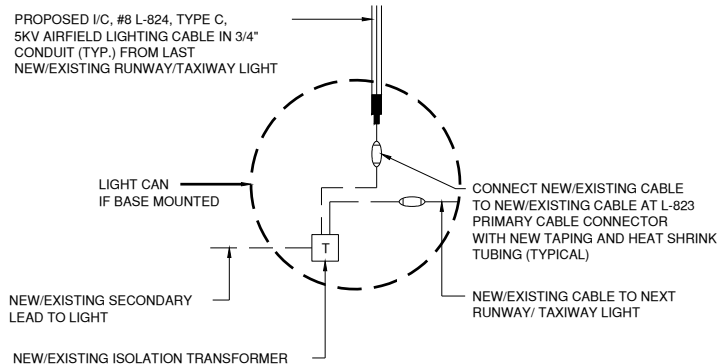 PROPOSED I/C, #8 L-824, TYPE C,
5KV AIRFIELD LIGHTING CABLE IN 3/4"
CONDUIT (TYP.) FROM LAST
NEW/EXISTING RUNWAY/TAXIWAY LIGHT
LIGHT CAN
IF BASE MOUNTED
CONNECT NEW/EXISTING CABLE
TO NEW/EXISTING CABLE AT L-823
PRIMARY CABLE CONNECTOR
WITH NEW TAPING AND HEAT SHRINK
TUBING (TYPICAL)
T
NEW/EXISTING SECONDARY
LEAD TO LIGHT
NEW/EXISTING CABLE TO NEXT
RUNWAY/ TAXIWAY LIGHT
NEW/EXISTING ISOLATION TRANSFORMER